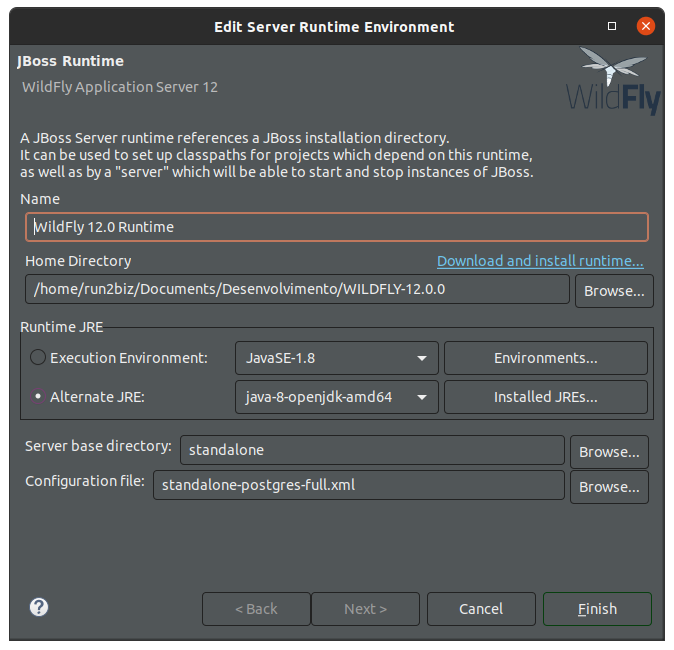 Edit Server Runtime Environment
JBoss Runtime
WildFly Application Server 12
WildFly
A JBoss Server runtime references a JBoss installation directory.
It can be used to set up classpaths for projects which depend on this runtime,
as well as by a "server" which will be able to start and stop instances of JBoss.
Name
WildFly 12.0 Runtime
Home Directory Download and install runtime...
/home/run2biz/Documents/Desenvolvimento/WILDFLY-12.0.0 Browse...
Runtime JRE
Execution Environment: JavaSE-1.8 Environments...
Alternate JRE: java-8-openjdk-amd64 Installed JREs...
Server base directory: standalone Browse...
Configuration file: standalone-postgres-full.xml Browse...
? < Back Next > Cancel Finish